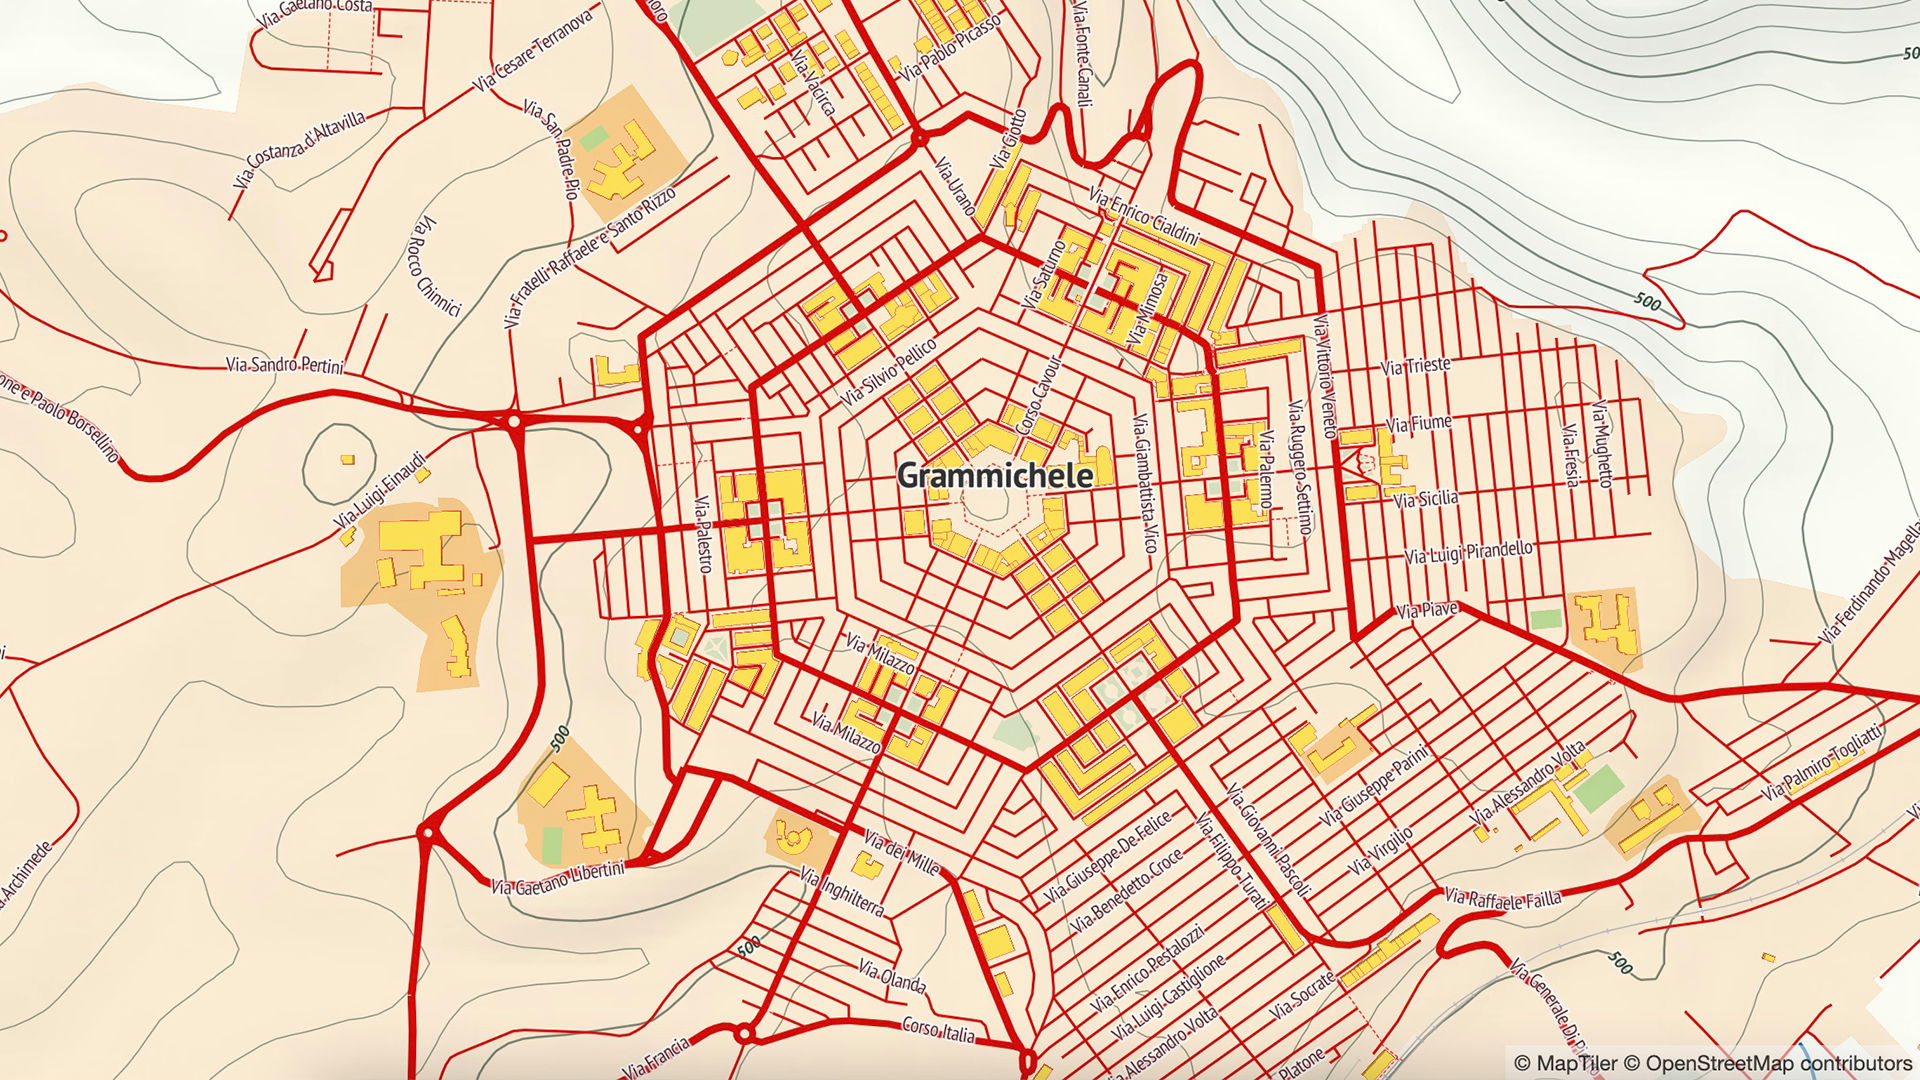 Via Gaetano Costa
Moro
Via Cesare Terranova
Via Vacirca
Via Pablo Picasso
Via Fonte Canali
50
Via Costanza d'Altavilla
Via San Padre Pio
Via Giotto
Via Urano
Via Enrico Cialdini
Via Rocco Chinnici
Via Fratelli Raffaele e Santo Rizzo
Via Saturno
Via Mimosa
500
Via Sandro Pertini
Via Silvio Pellico
Via Vittorio Veneto
Via Trieste
one e Paolo Borsellino
Corso Cavour
Via Fiume
Via Mughetto
Via Fresia
Via Giambattista Vico
Via Palermo
Via Ruggero Settimo
Grammichele
Via Luigi Einaudi
Via Sicilia
Via Palestro
Via Luigi Pirandello
Via Piave
Via Ferdinando Magella
Via Milazzo
Via Milazzo
500
Via Palmiro Togliatti
Via Alessandro Volta
Via Giuseppe Parini
Via Giovanni Pascoli
Via Filippo Turati
Via Virgilio
Via Giuseppe De Felice
Via dei Mille
Via Benedetto Croce
Via Gaetano Libertini
Via Inghilterra
Via Raffaele Failla
a Archimede
500
Via Olanda
Via Enrico Pestalozzi
Via Luigi Castiglione
Via Socrate
500
Via Generale Di Pi
Corso Italia
Via Francia
ia Alessandro Volta
Platone
© MapTiler © OpenStreetMap contributors